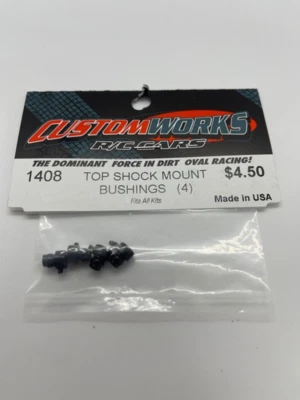 CUSTOMWORKS
R/C CARS
THE DOMINANT FORCE IN DIRT OVAL RACING!
1408 TOP SHOCK MOUNT $4.50
BUSHINGS (4)
Fits All Kits
Made in USA